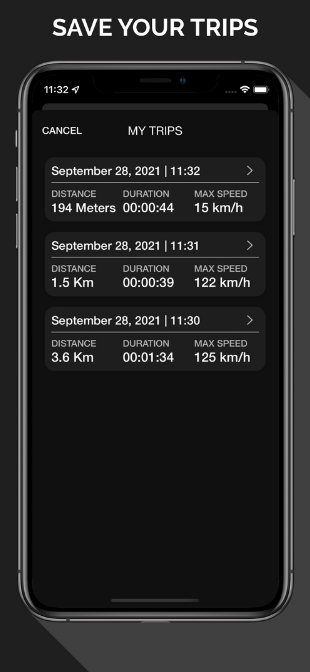 SAVE YOUR TRIPS
11:32
CANCEL MY TRIPS
September 28, 2021 | 11:32
DISTANCE DURATION MAX SPEED
194 Meters 00:00:44 15 km/h
September 28, 2021 | 11:31
DISTANCE DURATION MAX SPEED
1.5 Km 00:00:39 122 km/h
September 28, 2021 | 11:30
DISTANCE DURATION MAX SPEED
3.6 Km 00:01:34 125 km/h